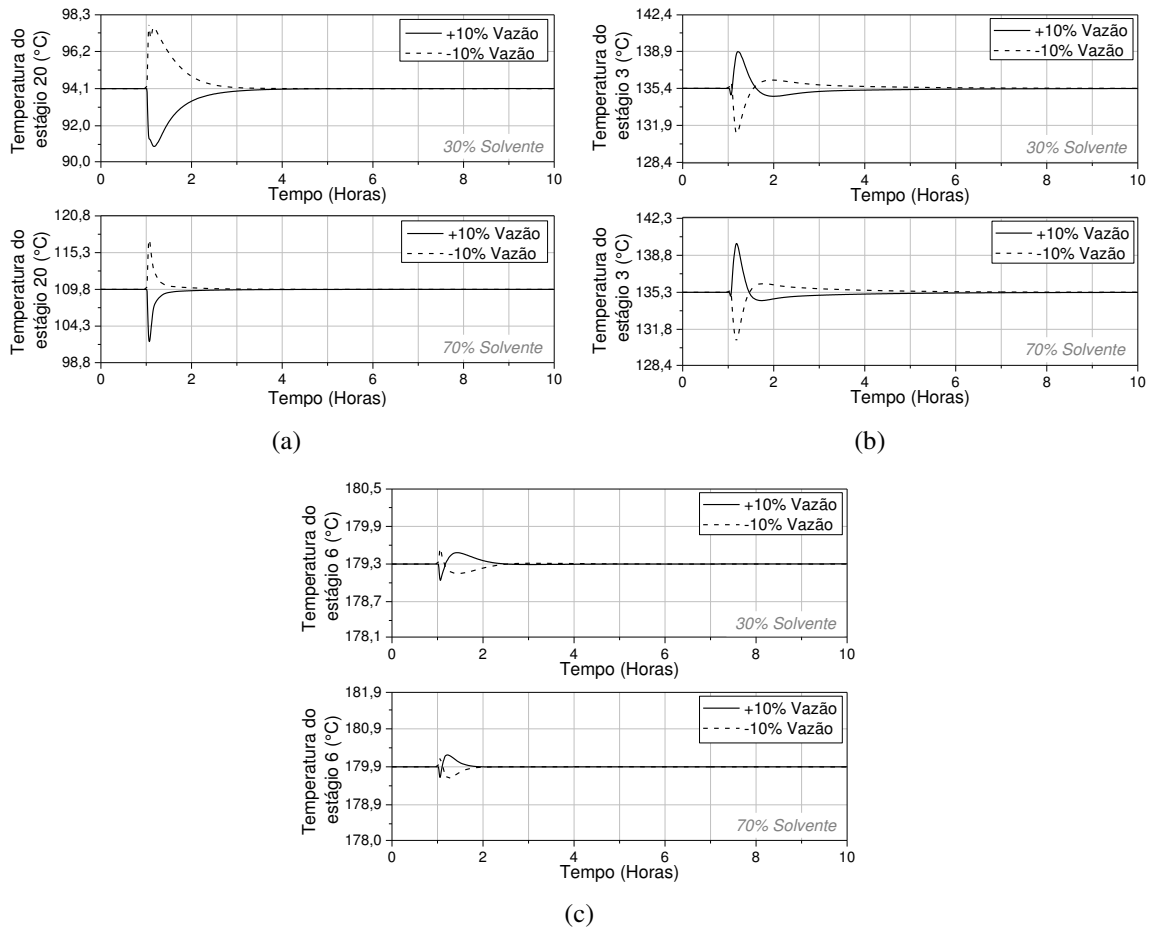 98,3
96,2
94,1
92,0
90,0
Temperatura do
estágio 20 (°C)
+10% Vazão
-10% Vazão
30% Solvente
0 2 4 6 8 10
Tempo (Horas)
120,8
115,3
109,8
104,3
98,8
Temperatura do
estágio 20 (°C)
+10% Vazão
-10% Vazão
70% Solvente
0 2 4 6 8 10
Tempo (Horas)
(a)
142,4
138,9
135,4
131,9
128,4
Temperatura do
estágio 3 (°C)
+10% Vazão
-10% Vazão
30% Solvente
0 2 4 6 8 10
Tempo (Horas)
142,3
138,8
135,3
131,8
128,4
Temperatura do
estágio 3 (°C)
+10% Vazão
-10% Vazão
70% Solvente
0 2 4 6 8 10
Tempo (Horas)
(b)
180,5
179,9
179,3
178,7
178,1
Temperatura do
estágio 6 (°C)
+10% Vazão
-10% Vazão
30% Solvente
0 2 4 6 8 10
Tempo (Horas)
181,9
180,9
179,9
178,9
178,0
Temperatura do
estágio 6 (°C)
+10% Vazão
-10% Vazão
70% Solvente
0 2 4 6 8 10
Tempo (Horas)
(c)